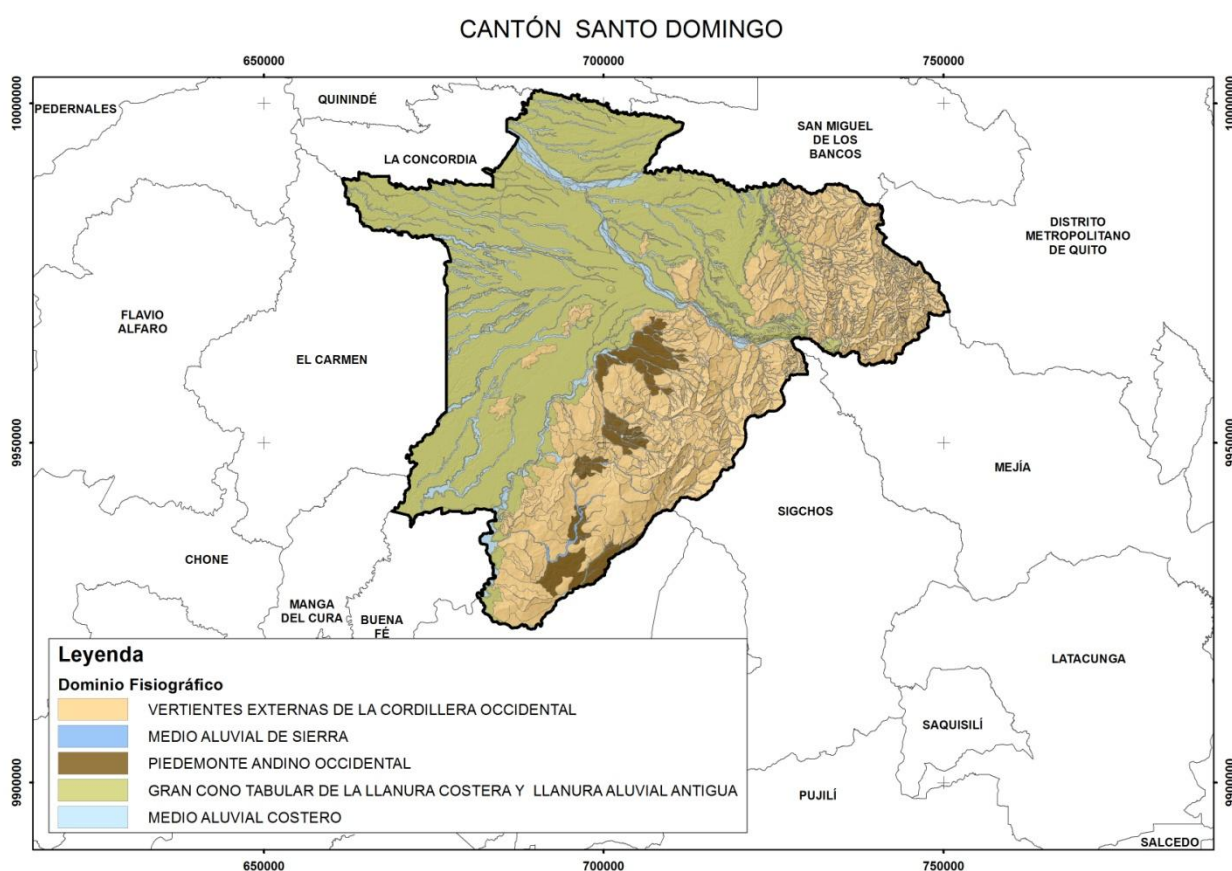 CANTÓN SANTO DOMINGO
650000
700000
750000
10000000
10000000
PEDERNALES
QUININDÉ
LA CONCORDIA
SAN MIGUEL
DE LOS
BANCOS
DISTRITO
METROPOLITANO
DE QUITO
FLAVIO
ALFARO
EL CARMEN
9950000
9950000
MEJÍA
SIGCHOS
CHONE
MANGA
DEL CURA
BUENA
FÉ
LATACUNGA
SAQUISILÍ
PUJILÍ
SALCEDO
9900000
Leyenda
Dominio Fisiográfico
VERTIENTES EXTERNAS DE LA CORDILLERA OCCIDENTAL
MEDIO ALUVIAL DE SIERRA
PIEDEMONTE ANDINO OCCIDENTAL
GRAN CONO TABULAR DE LA LLANURA COSTERA Y LLANURA ALUVIAL ANTIGUA
MEDIO ALUVIAL COSTERO
9900000
650000
700000
750000